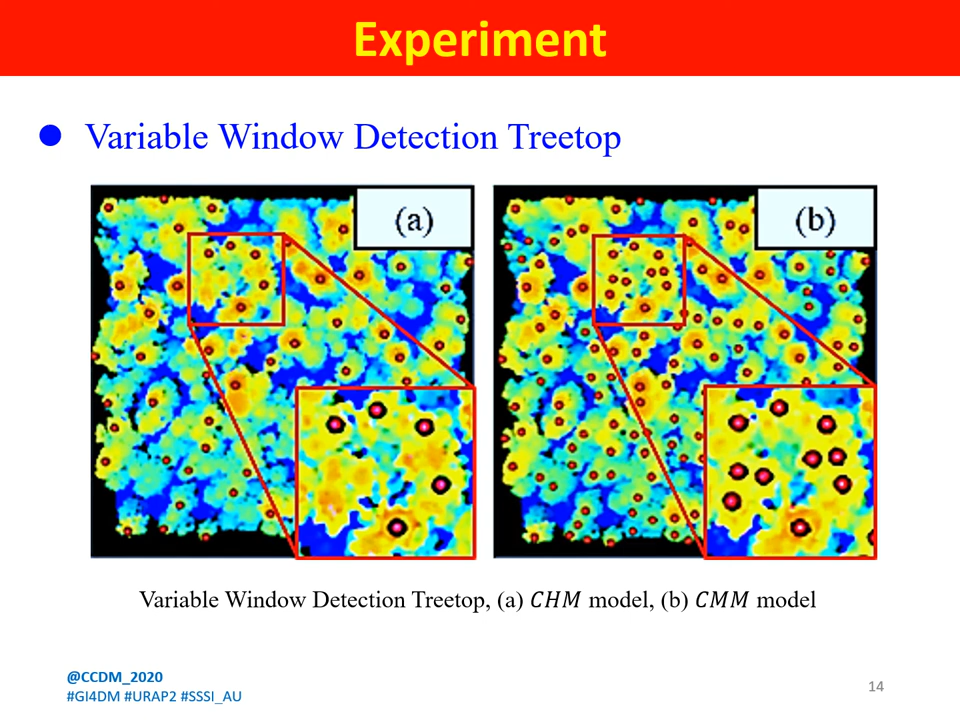 Experiment
Variable Window Detection Treetop
(a)
(b)
Variable Window Detection Treetop, (a) CHM model, (b) CMM model
@CCDM_2020
#GI4DM #URAP2 #SSSI_AU
14